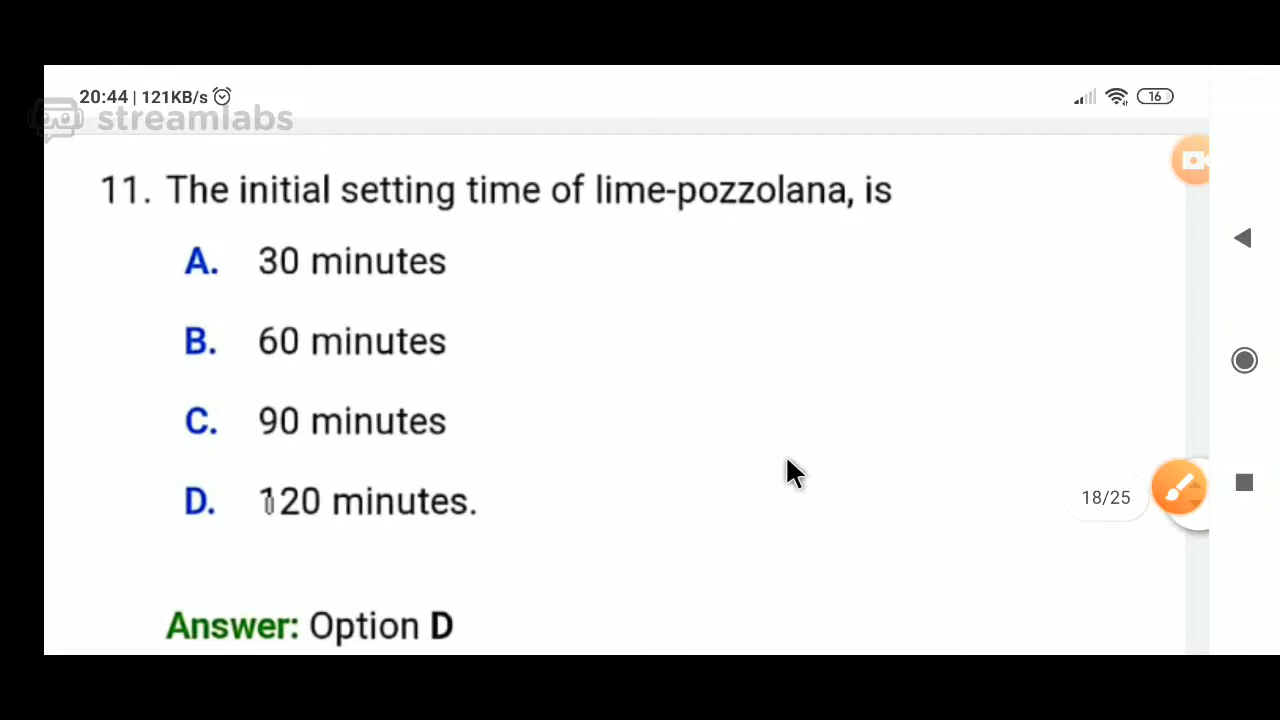 20:44 | 121KB/s
16
streamlabs
11. The initial setting time of lime-pozzolana, is
A. 30 minutes
B. 60 minutes
C. 90 minutes
D. 120 minutes.
18/25
Answer: Option D